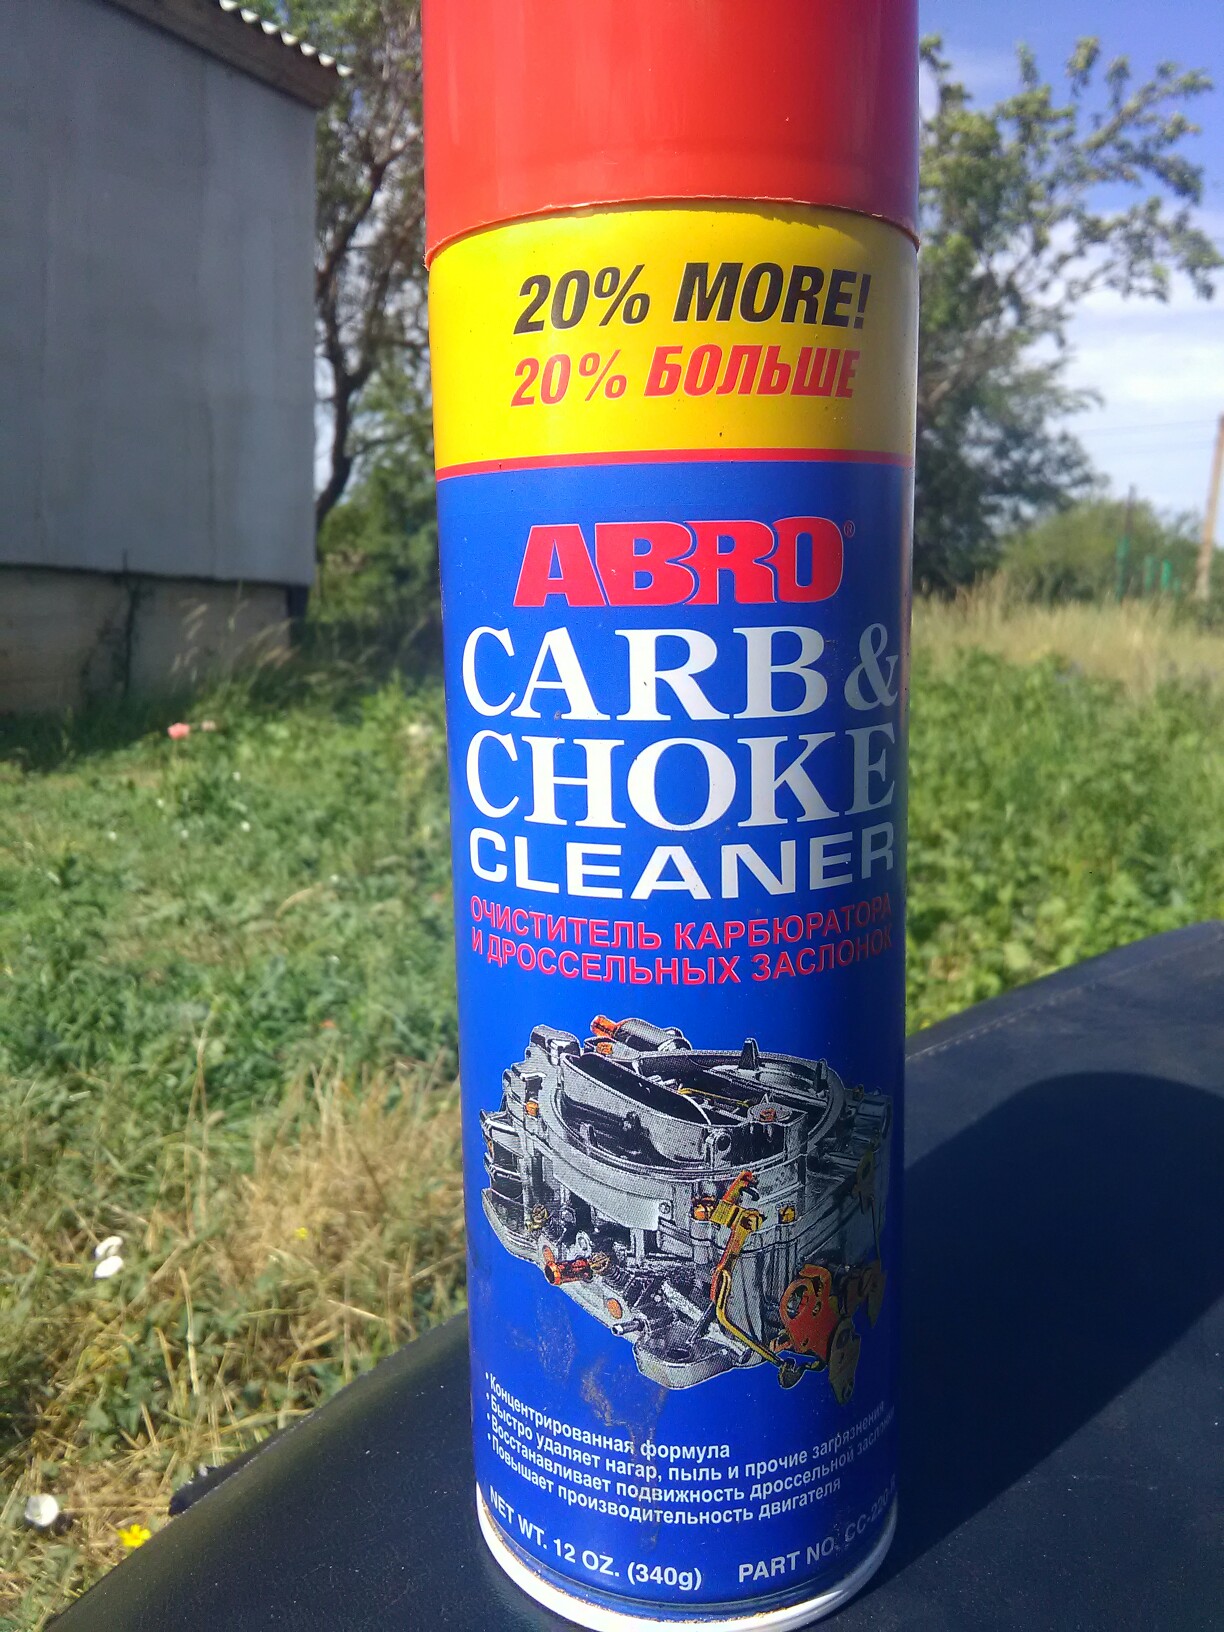 20% MORE!
20% БОЛЬШЕ
ABRO®
CARB &
CHOKE
CLEANER
ОЧИСТИТЕЛЬ КАРБЮРАТОРА
И ДРОССЕЛЬНЫХ ЗАСЛОНОК
• Концентрированная формула
• Быстро удаляет нагар, пыль и прочие загрязнения
• Восстанавливает подвижность дроссельной
• Повышает производительность двигателя
NET WT. 12 OZ. (340g) PART NO.